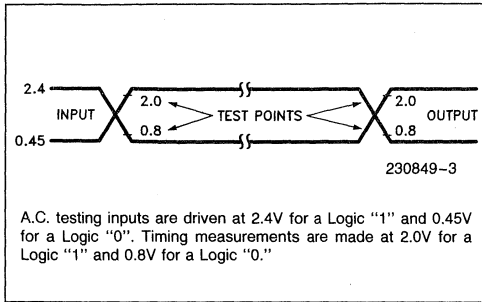 2.4
INPUT
0.45
2.0
0.8
TEST POINTS
2.0
0.8
OUTPUT
230849-3
A.C. testing inputs are driven at 2.4V for a Logic "1" and 0.45V
for a Logic "0". Timing measurements are made at 2.0V for a
Logic "1" and 0.8V for a Logic "0."